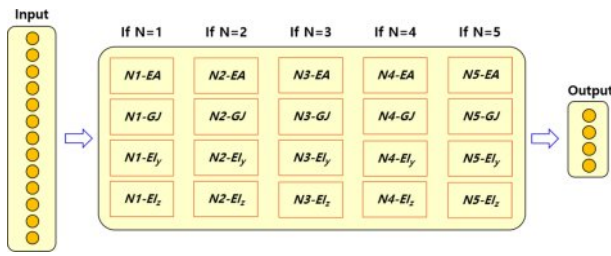 Input
If N=1 If N=2 If N=3 If N=4 If N=5
N1-EA N2-EA N3-EA N4-EA N5-EA
Output
N1-GJ N2-GJ N3-GJ N4-GJ N5-GJ
N1-EIy N2-EIy N3-EIy N4-EIy N5-EIy
N1-EIz N2-EIz N3-EIz N4-EIz N5-EIz